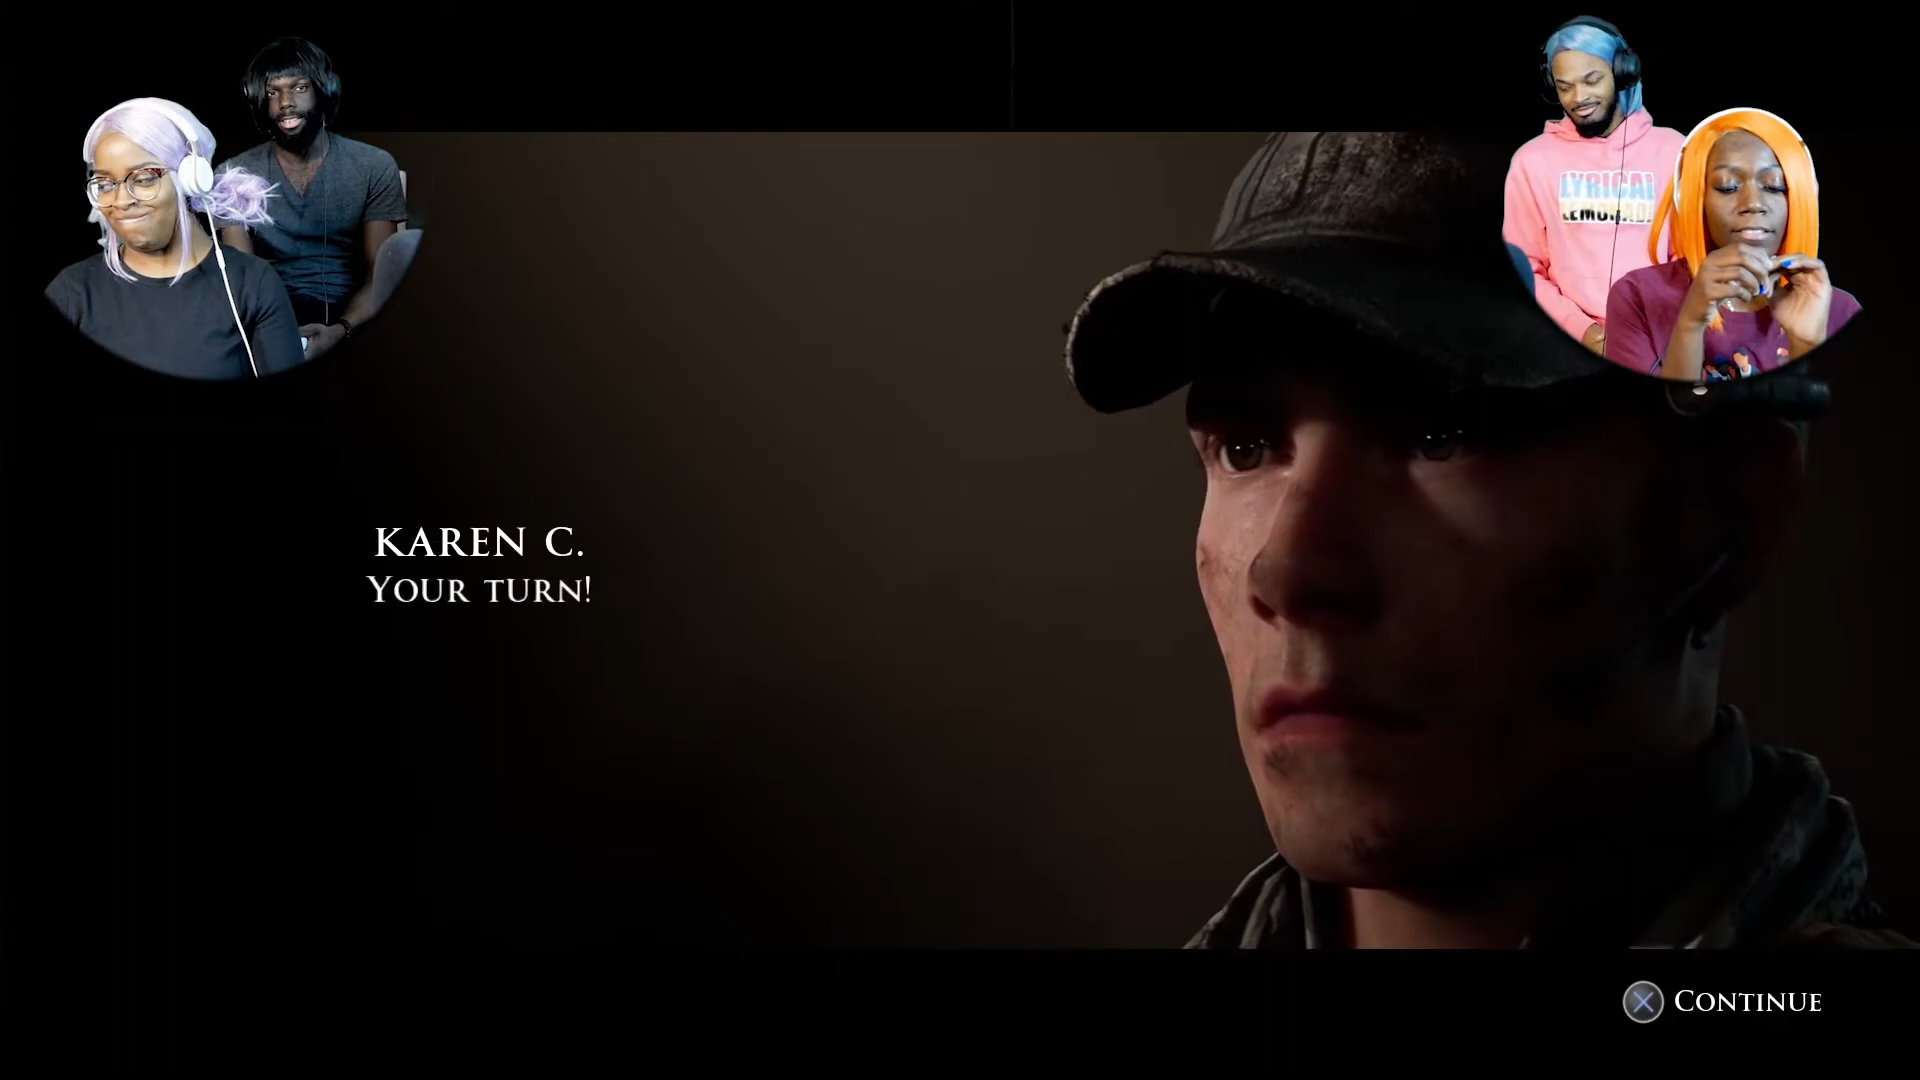 LYRICAL
LEMONADE
KAREN C.
YOUR TURN!
CONTINUE